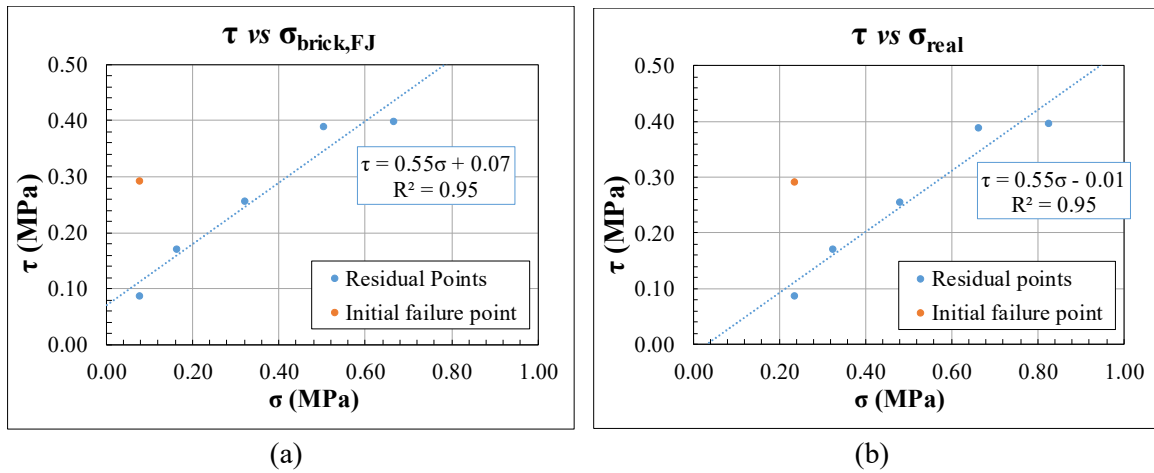 τ vs σbrick,FJ
0.50
0.40
0.30
0.20
0.10
0.00
τ (MPa)
τ = 0.55σ + 0.07
R² = 0.95
Residual Points
Initial failure point
0.00 0.20 0.40 0.60 0.80 1.00
σ (MPa)
(a)
τ vs σreal
0.50
0.40
0.30
0.20
0.10
0.00
τ (MPa)
τ = 0.55σ - 0.01
R² = 0.95
Residual points
Initial failure point
0.00 0.20 0.40 0.60 0.80 1.00
σ (MPa)
(b)